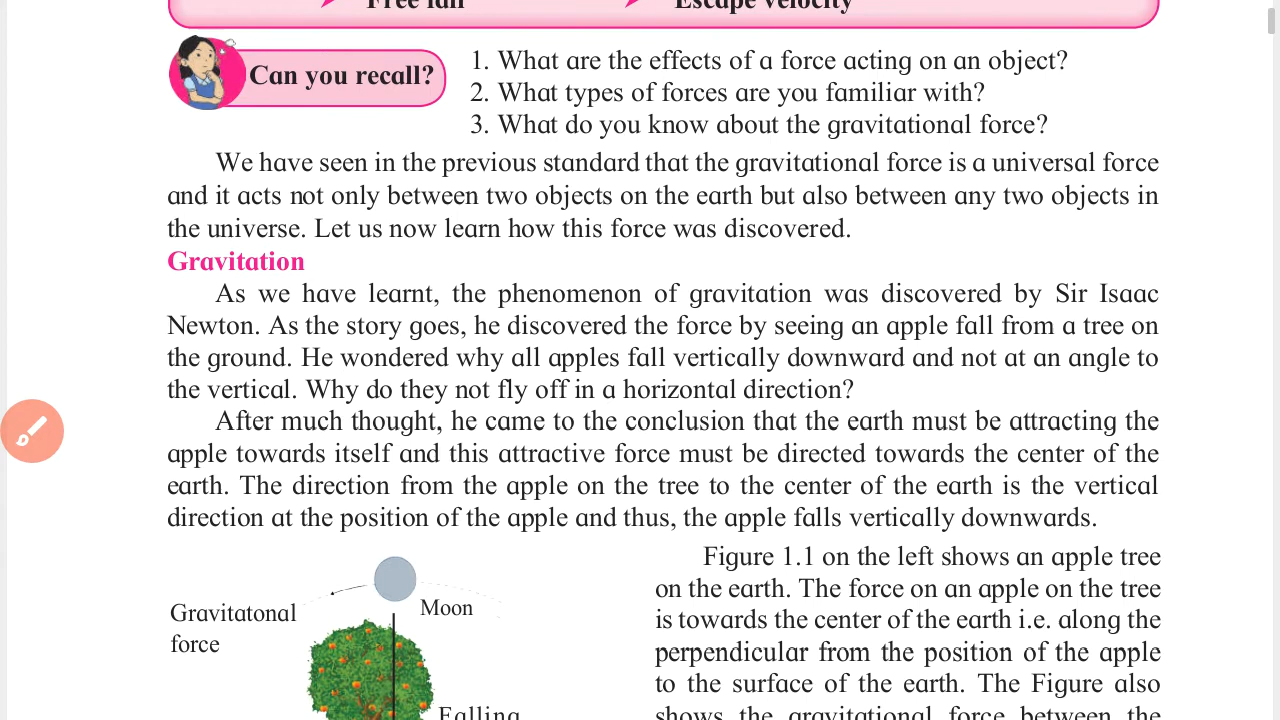 Free fall
Escape velocity
Can you recall?
1. What are the effects of a force acting on an object?
2. What types of forces are you familiar with?
3. What do you know about the gravitational force?
We have seen in the previous standard that the gravitational force is a universal force
and it acts not only between two objects on the earth but also between any two objects in
the universe. Let us now learn how this force was discovered.
Gravitation
As we have learnt, the phenomenon of gravitation was discovered by Sir Isaac
Newton. As the story goes, he discovered the force by seeing an apple fall from a tree on
the ground. He wondered why all apples fall vertically downward and not at an angle to
the vertical. Why do they not fly off in a horizontal direction?
After much thought, he came to the conclusion that the earth must be attracting the
apple towards itself and this attractive force must be directed towards the center of the
earth. The direction from the apple on the tree to the center of the earth is the vertical
direction at the position of the apple and thus, the apple falls vertically downwards.
Gravitatonal
force
Moon
Falling
Figure 1.1 on the left shows an apple tree
on the earth. The force on an apple on the tree
is towards the center of the earth i.e. along the
perpendicular from the position of the apple
to the surface of the earth. The Figure also
shows the gravitational force between the